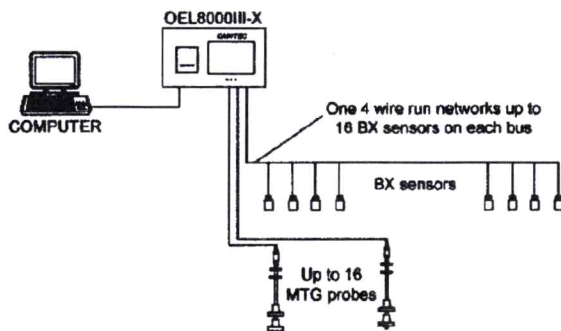 OEL8000III-X
COMPUTER
One 4 wire run networks up to
16 BX sensors on each bus
BX sensors
Up to 16
MTG probes